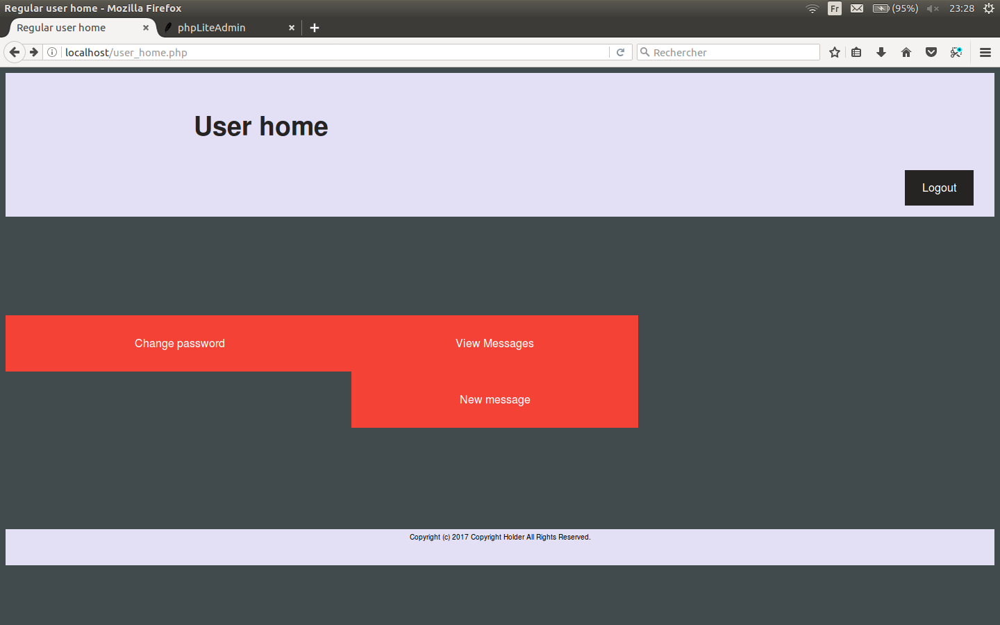 Regular user home - Mozilla Firefox
Fr
(95%)
23:28
Regular user home
phpLiteAdmin
localhost/user_home.php
Rechercher
User home
Logout
Change password
View Messages
New message
Copyright (c) 2017 Copyright Holder All Rights Reserved.